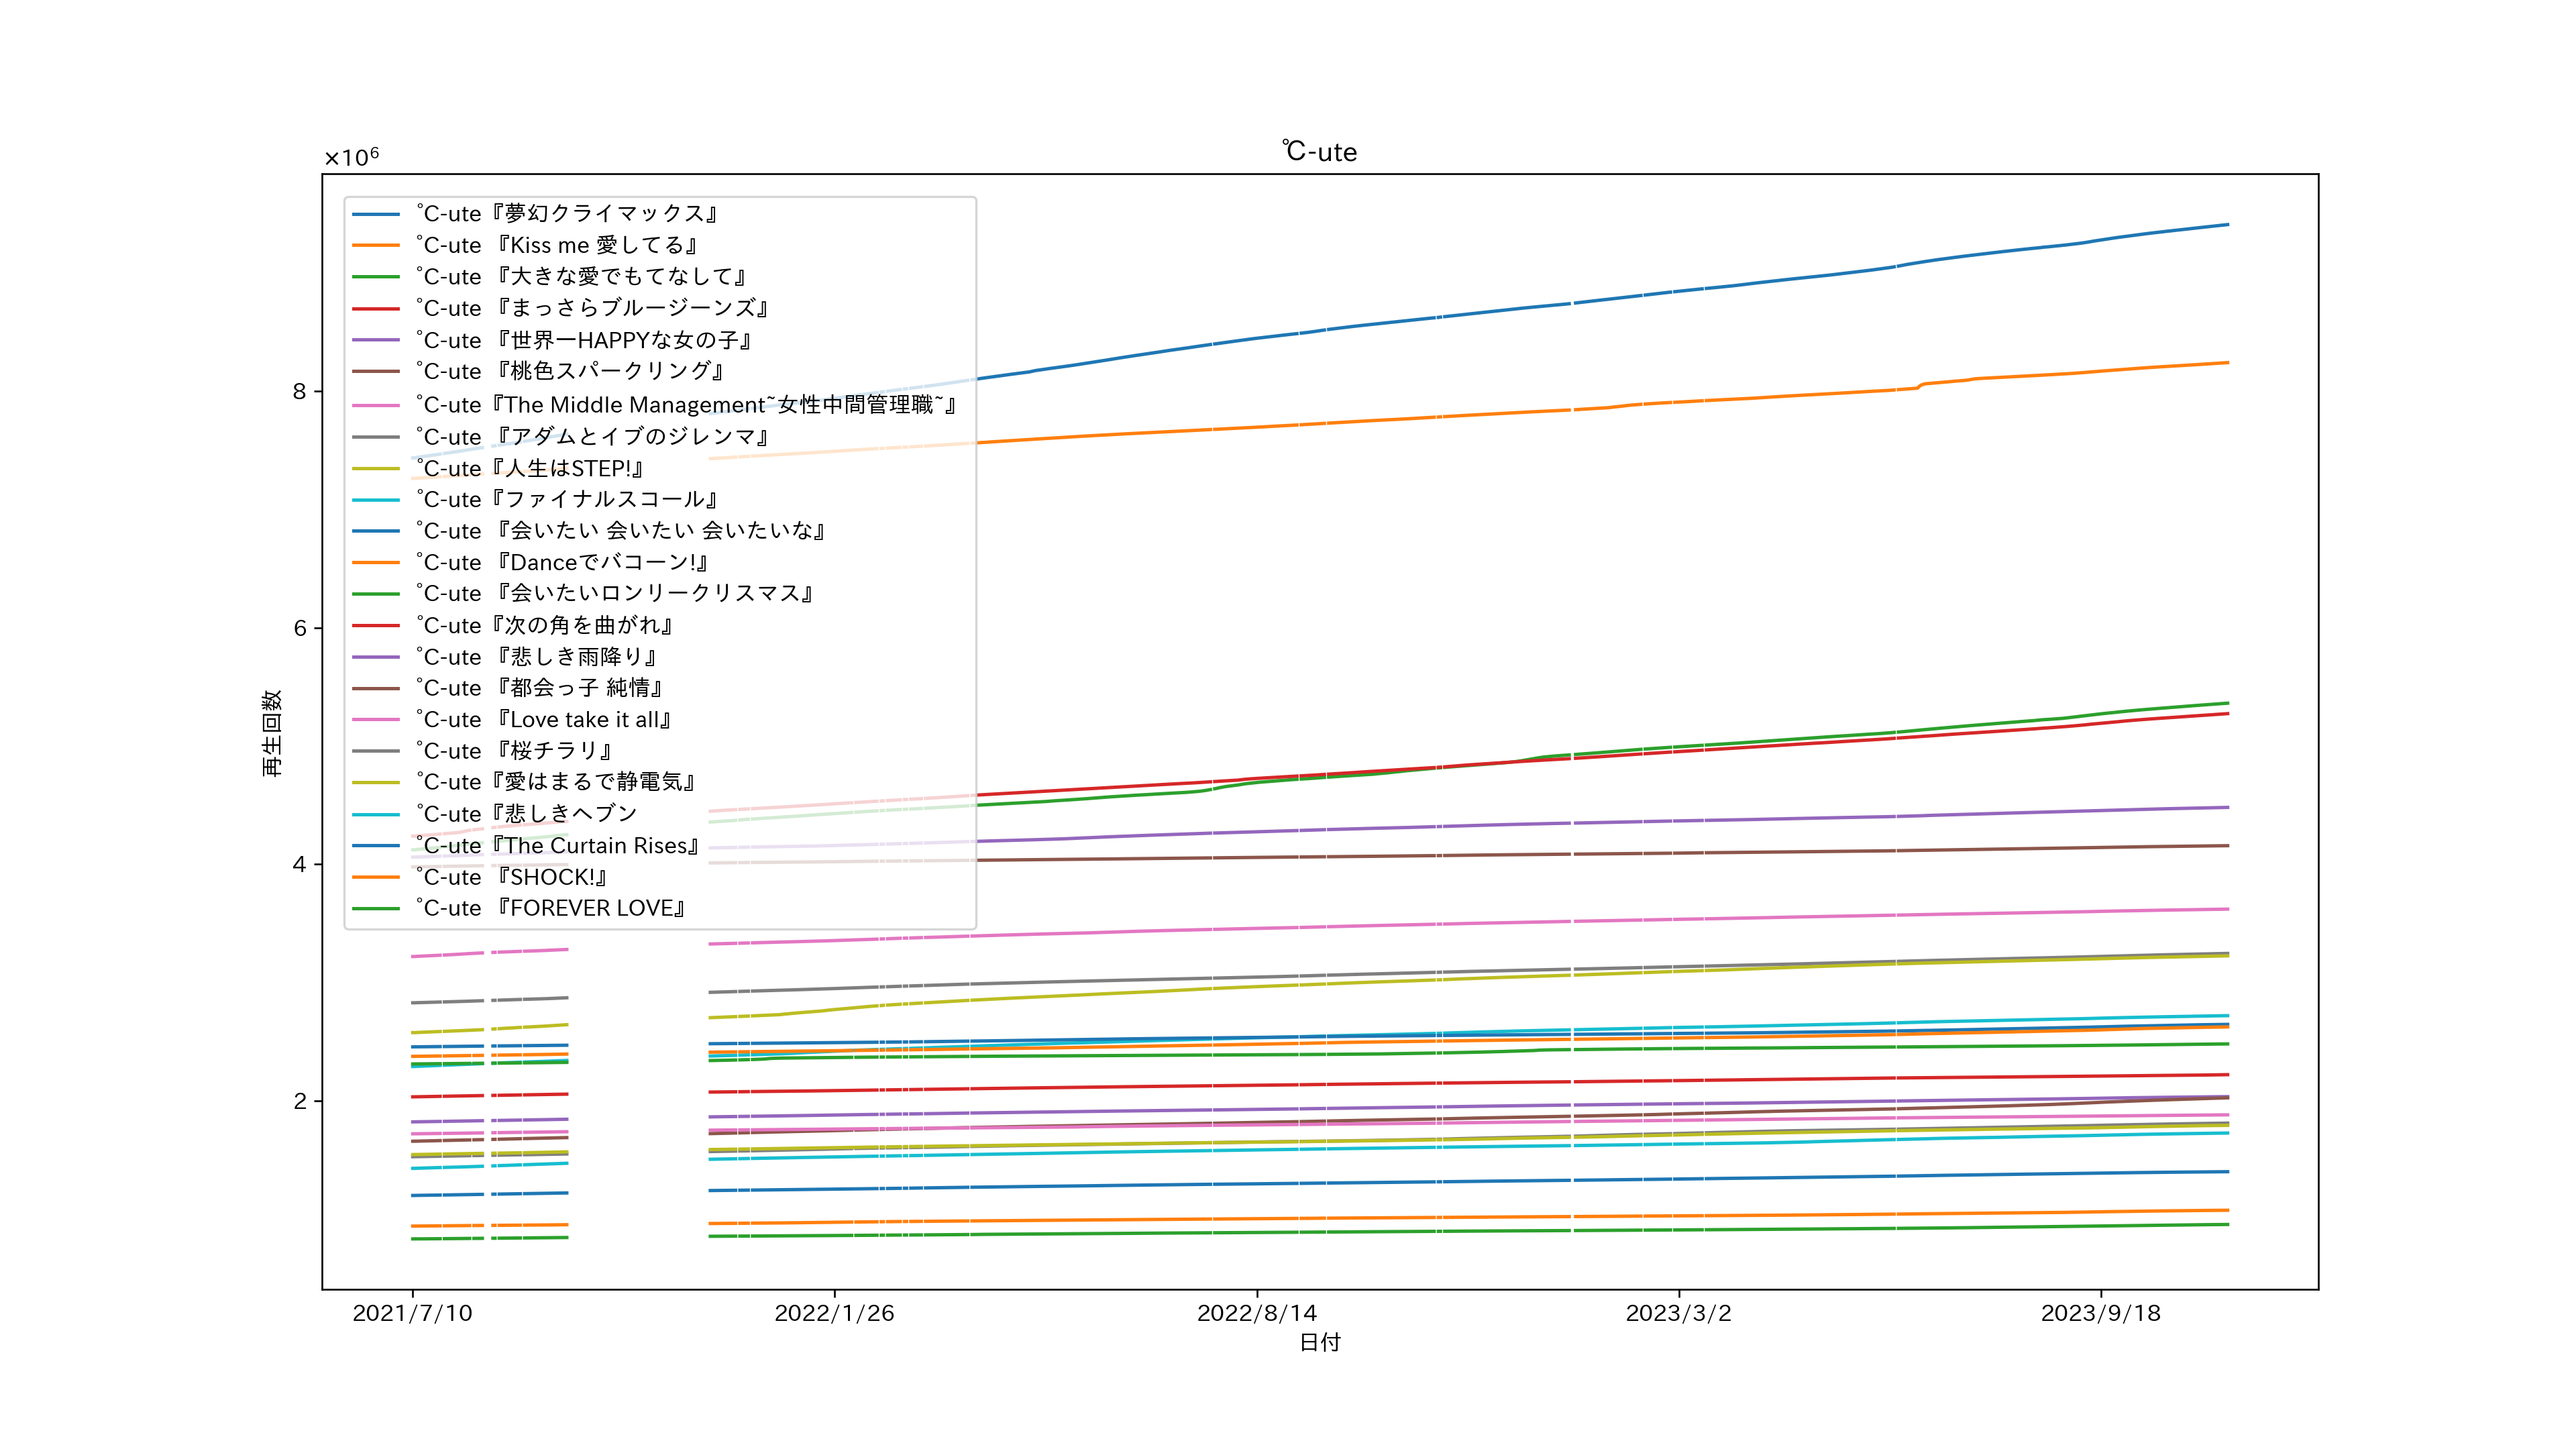 ℃-ute
×10⁶
℃-ute『夢幻クライマックス』
℃-ute 『Kiss me 愛してる』
℃-ute 『大きな愛でもてなして』
℃-ute 『まっさらブルージーンズ』
℃-ute 『世界一HAPPYな女の子』
℃-ute 『桃色スパークリング』
℃-ute『The Middle Management~女性中間管理職~』
℃-ute 『アダムとイブのジレンマ』
℃-ute 『人生はSTEP!』
℃-ute『ファイナルスコール』
℃-ute 『会いたい 会いたい 会いたいな』
℃-ute 『Danceでバコーン!』
℃-ute 『会いたいロンリークリスマス』
℃-ute『次の角を曲がれ』
℃-ute 『悲しき雨降り』
℃-ute 『都会っ子 純情』
℃-ute 『Love take it all』
℃-ute 『桜チラリ』
℃-ute『愛はまるで静電気』
℃-ute『悲しきヘブン
℃-ute『The Curtain Rises』
℃-ute 『SHOCK!』
℃-ute 『FOREVER LOVE』
8
6
4
2
再生回数
2021/7/10
2022/1/26
2022/8/14
2023/3/2
2023/9/18
日付